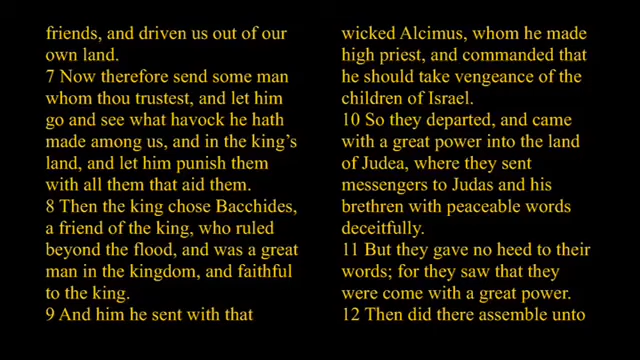 friends, and driven us out of our
own land.
7 Now therefore send some man
whom thou trustest, and let him
go and see what havock he hath
made among us, and in the king's
land, and let him punish them
with all them that aid them.
8 Then the king chose Bacchides,
a friend of the king, who ruled
beyond the flood, and was a great
man in the kingdom, and faithful
to the king.
9 And him he sent with that
wicked Alcimus, whom he made
high priest, and commanded that
he should take vengeance of the
children of Israel.
10 So they departed, and came
with a great power into the land
of Judea, where they sent
messengers to Judas and his
brethren with peaceable words
deceitfully.
11 But they gave no heed to their
words; for they saw that they
were come with a great power.
12 Then did there assemble unto